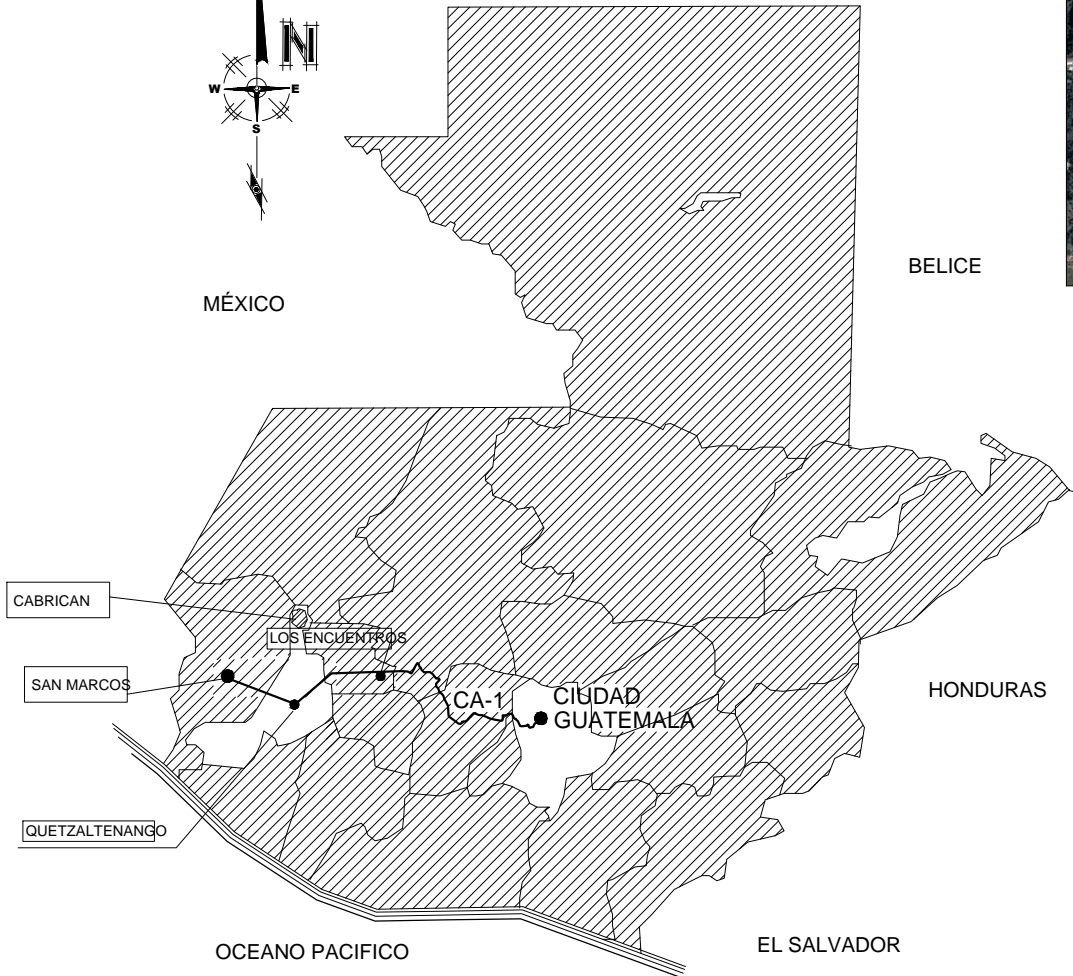 N
W E
S
N
BELICE
MÉXICO
CABRICAN
LOS ENCUENTROS
SAN MARCOS
CA-1
CIUDAD
GUATEMALA
HONDURAS
QUETZALTENANGO
OCEANO PACIFICO
EL SALVADOR